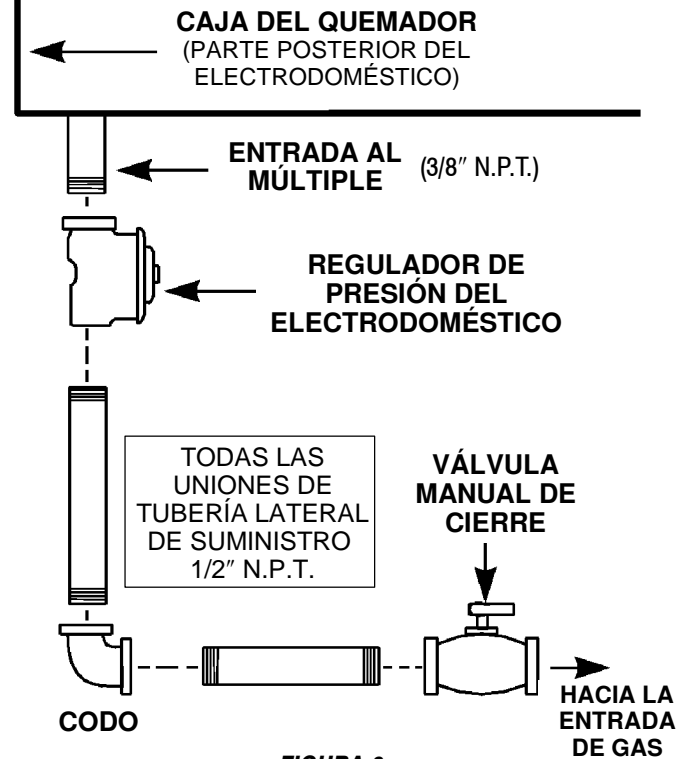 CAJA DEL QUEMADOR
(PARTE POSTERIOR DEL
ELECTRODOMÉSTICO)
ENTRADA AL
MÚLTIPLE (3/8″ N.P.T.)
REGULADOR DE
PRESIÓN DEL
ELECTRODOMÉSTICO
TODAS LAS
UNIONES DE
TUBERÍA LATERAL
DE SUMINISTRO
1/2″ N.P.T.
VÁLVULA
MANUAL DE
CIERRE
CODO
HACIA LA
ENTRADA
DE GAS
FIGURA